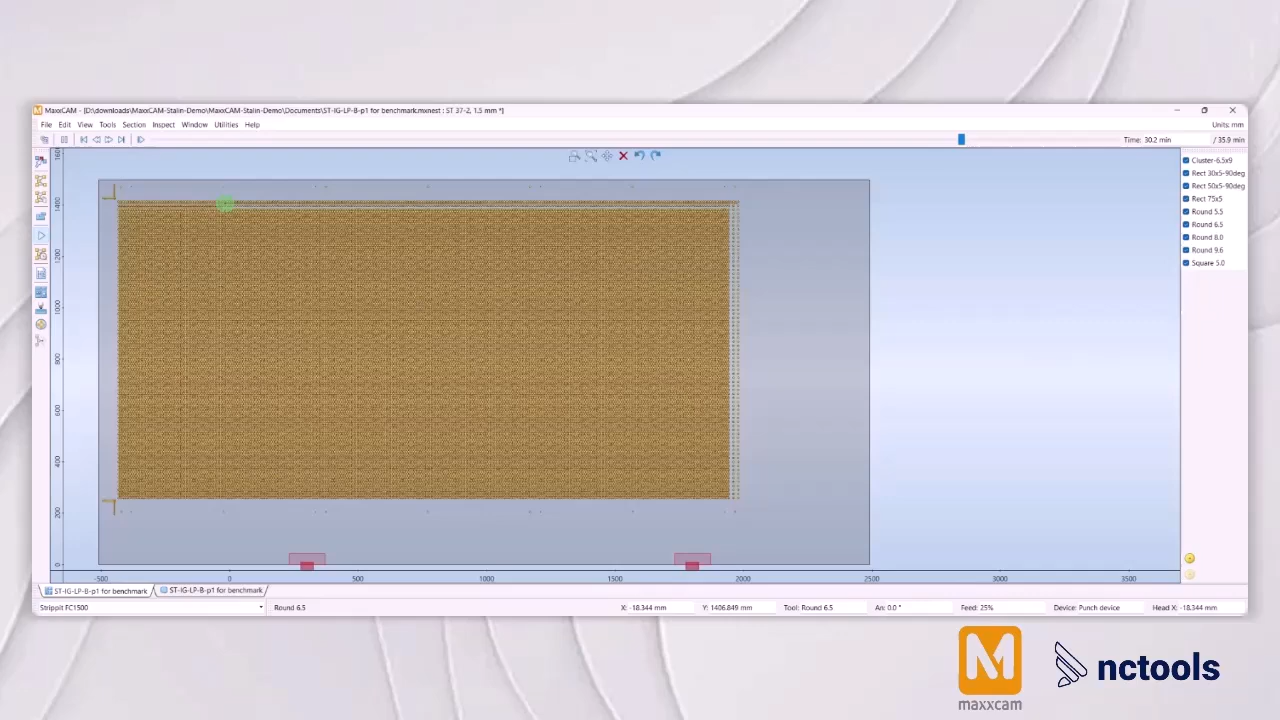 MaxxCAM - [D:\downloads\MaxxCAM-Stalin-Demo\MaxxCAM-Stalin-Demo\Documents\ST-IG-LP-B-p1 for benchmark.mxnest : ST 37-2, 1.5 mm *]
File Edit View Tools Section Inspect Window Utilities Help
Units: mm
Time: 30.2 min / 35.9 min
Cluster-6.5x9
Rect 30x5-90deg
Rect 50x5-90deg
Rect 75x5
Round 5.5
Round 6.5
Round 8.0
Round 9.6
Square 5.0
1400
1200
1000
800
600
400
200
0
-500 0 500 1000 1500 2000 2500 3000 3500
ST-IG-LP-B-p1 for benchmark ST-IG-LP-B-p1 for benchmark
Strippit FC1500 Round 6.5 X: -18.344 mm Y: 1406.849 mm Tool: Round 6.5 An: 0.0 ° Feed: 25% Device: Punch device Head X: -18.344 mm
maxxcam
nctools